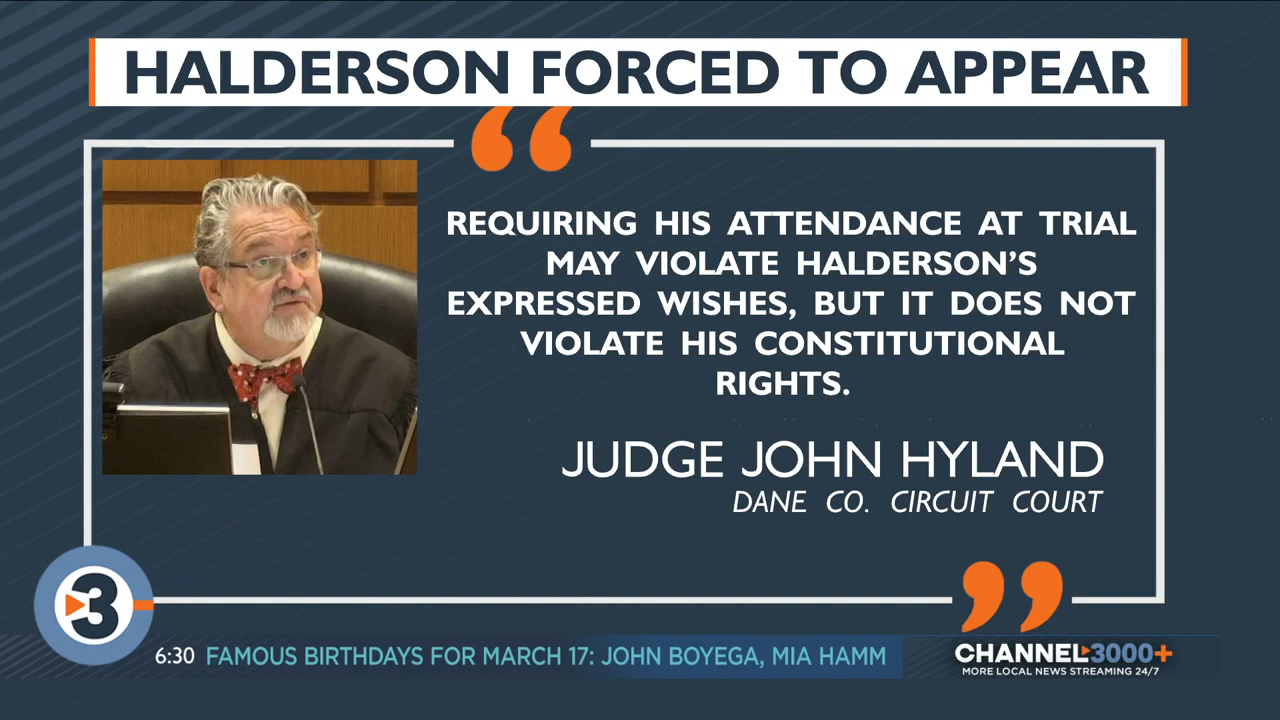 HALDERSON FORCED TO APPEAR
“
REQUIRING HIS ATTENDANCE AT TRIAL
MAY VIOLATE HALDERSON’S
EXPRESSED WISHES, BUT IT DOES NOT
VIOLATE HIS CONSTITUTIONAL
RIGHTS.
JUDGE JOHN HYLAND
DANE CO. CIRCUIT COURT
”
3
6:30 FAMOUS BIRTHDAYS FOR MARCH 17: JOHN BOYEGA, MIA HAMM
CHANNEL3000+
MORE LOCAL NEWS STREAMING 24/7